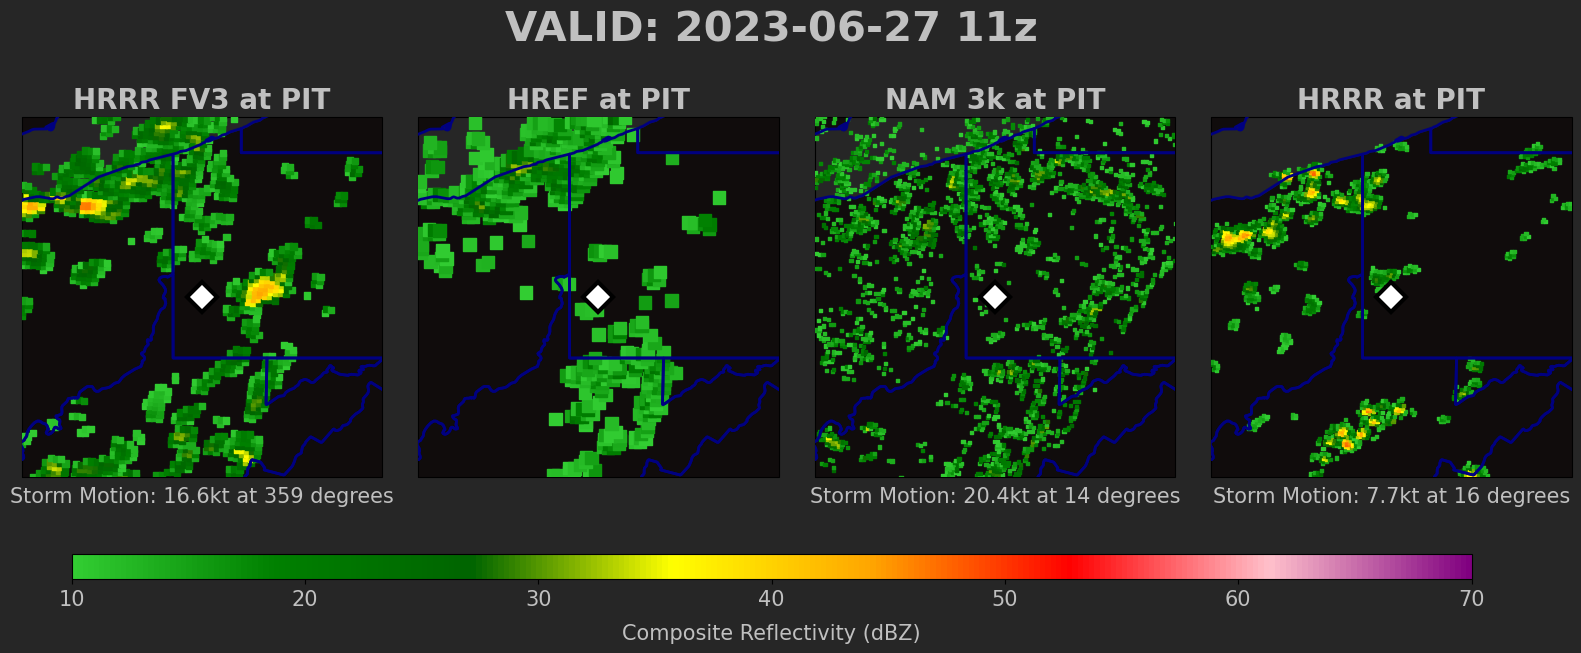 VALID: 2023-06-27 11z
HRRR FV3 at PIT
HREF at PIT
NAM 3k at PIT
HRRR at PIT
Storm Motion: 16.6kt at 359 degrees
Storm Motion: 20.4kt at 14 degrees
Storm Motion: 7.7kt at 16 degrees
10 20 30 40 50 60 70
Composite Reflectivity (dBZ)